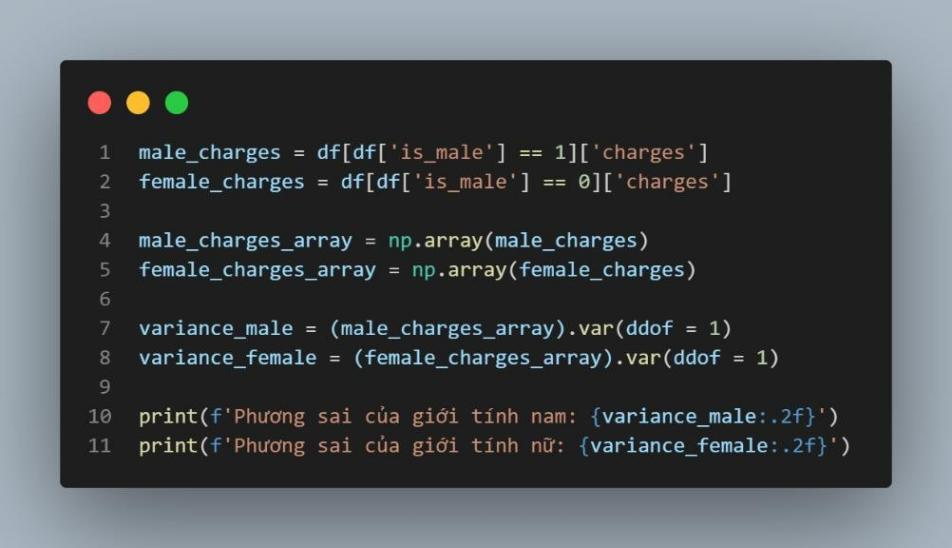 1 male_charges = df[df['is_male'] == 1]['charges']
2 female_charges = df[df['is_male'] == 0]['charges']
3
4 male_charges_array = np.array(male_charges)
5 female_charges_array = np.array(female_charges)
6
7 variance_male = (male_charges_array).var(ddof = 1)
8 variance_female = (female_charges_array).var(ddof = 1)
9
10 print(f'Phương sai của giới tính nam: {variance_male:.2f}')
11 print(f'Phương sai của giới tính nữ: {variance_female:.2f}')